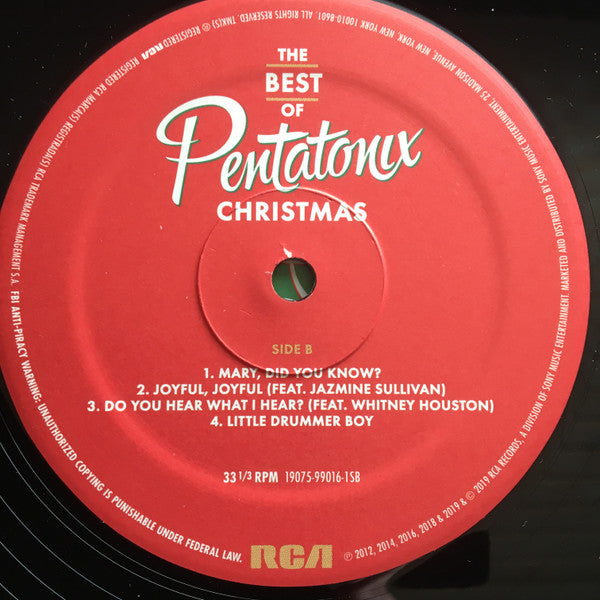 THE
BEST
OF
Pentatonix
CHRISTMAS
SIDE B
1. MARY, DID YOU KNOW?
2. JOYFUL, JOYFUL (FEAT. JAZMINE SULLIVAN)
3. DO YOU HEAR WHAT I HEAR? (FEAT. WHITNEY HOUSTON)
4. LITTLE DRUMMER BOY
33 1/3 RPM 19075-99016-1SB
RCA
℗ 2012, 2014, 2016, 2018 & 2019 & © 2019 RCA RECORDS, A DIVISION OF SONY MUSIC ENTERTAINMENT. MARKETED AND DISTRIBUTED BY SONY MUSIC ENTERTAINMENT, 25 MADISON AVENUE, NEW YORK, NEW YORK 10010-8601. ALL RIGHTS RESERVED. TMK(S) ® REGISTERED RCA REGISTERED RCA MARCA(S) REGISTRADA(S) RCA TRADEMARK MANAGEMENT S.A. FBI ANTI-PIRACY WARNING: UNAUTHORIZED COPYING IS PUNISHABLE UNDER FEDERAL LAW.